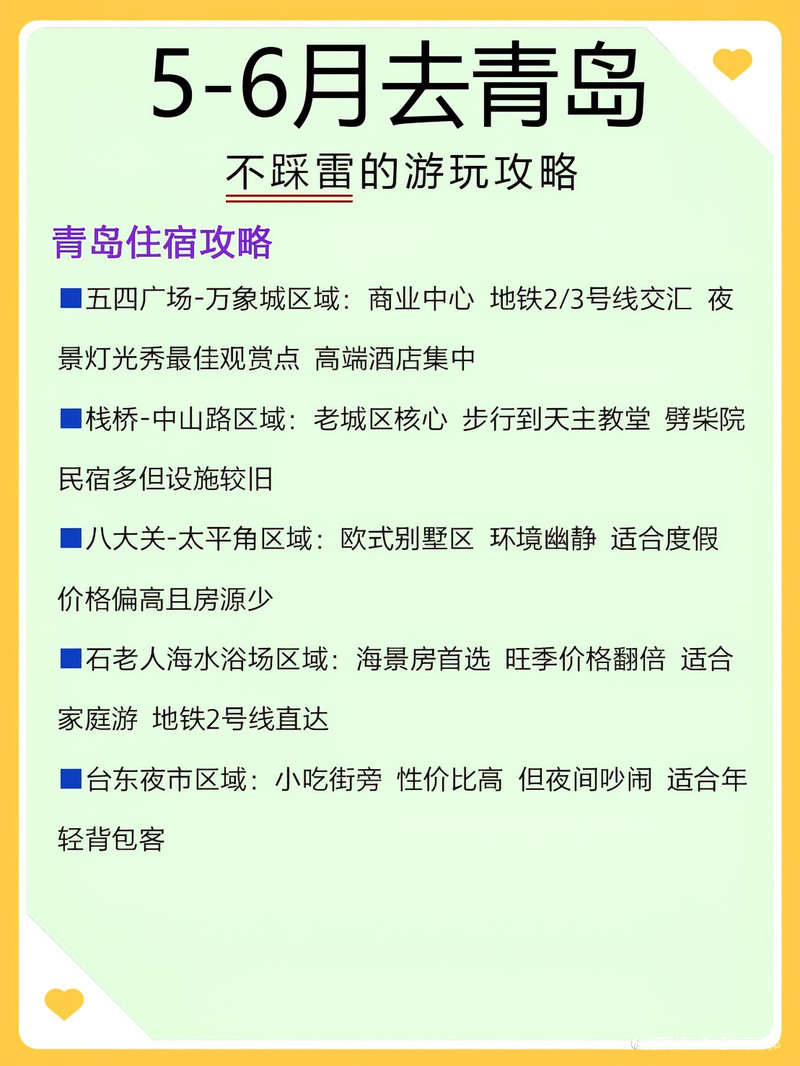 5-6月去青岛
不踩雷的游玩攻略
青岛住宿攻略
■五四广场-万象城区域：商业中心 地铁2/3号线交汇 夜
景灯光秀最佳观赏点 高端酒店集中
■栈桥-中山路区域：老城区核心 步行到天主教堂 劈柴院
民宿多但设施较旧
■八大关-太平角区域：欧式别墅区 环境幽静 适合度假
价格偏高且房源少
■石老人海水浴场区域：海景房首选 旺季价格翻倍 适合
家庭游 地铁2号线直达
■台东夜市区域：小吃街旁 性价比高 但夜间吵闹 适合年
轻背包客